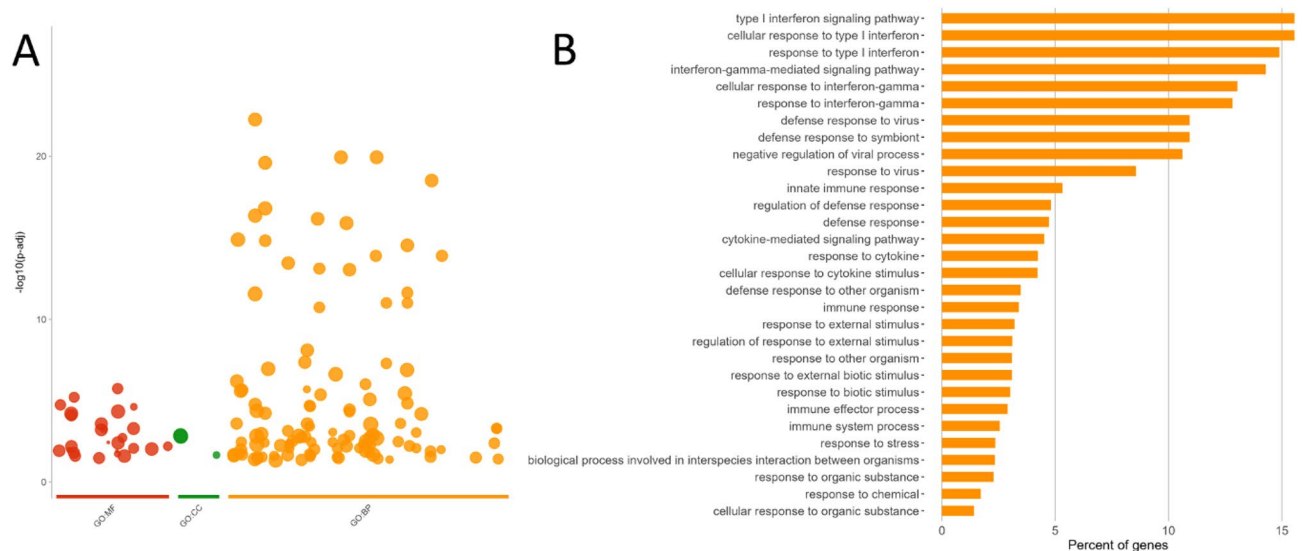 A
-log10(p-adj)
20
10
0
GO:MF
GO:CC
GO:BP
B
type I interferon signaling pathway
cellular response to type I interferon
response to type I interferon
interferon-gamma-mediated signaling pathway
cellular response to interferon-gamma
response to interferon-gamma
defense response to virus
defense response to symbiont
negative regulation of viral process
response to virus
innate immune response
regulation of defense response
defense response
cytokine-mediated signaling pathway
response to cytokine
cellular response to cytokine stimulus
defense response to other organism
immune response
response to external stimulus
regulation of response to external stimulus
response to other organism
response to external biotic stimulus
response to biotic stimulus
immune effector process
immune system process
response to stress
biological process involved in interspecies interaction between organisms
response to organic substance
response to chemical
cellular response to organic substance
0 5 10 15
Percent of genes